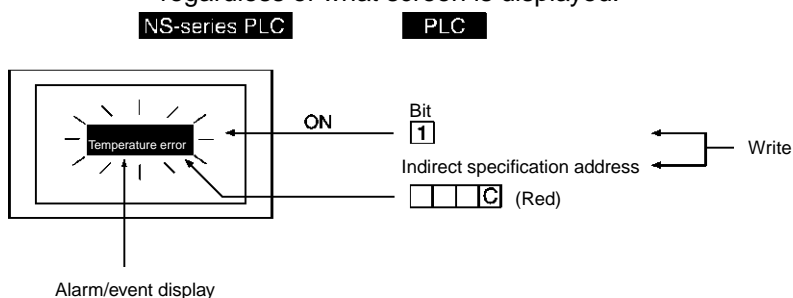 regardless of what screen is displayed.
NS-series PLC
PLC
Temperature error
ON
Bit
1
Write
Indirect specification address
C (Red)
Alarm/event display